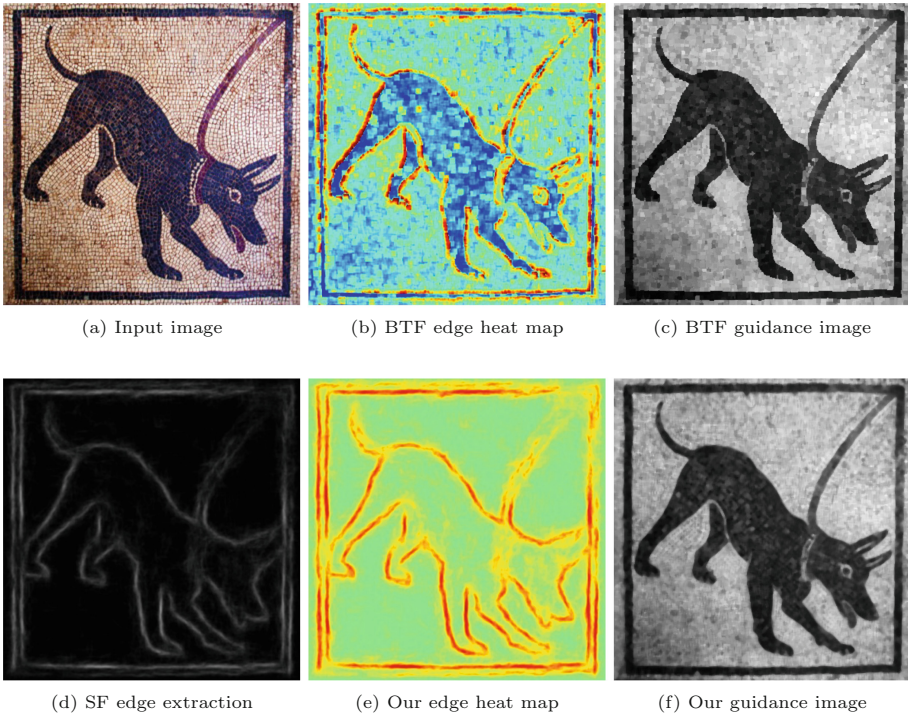 (a) Input image
(b) BTF edge heat map
(c) BTF guidance image
(d) SF edge extraction
(e) Our edge heat map
(f) Our guidance image